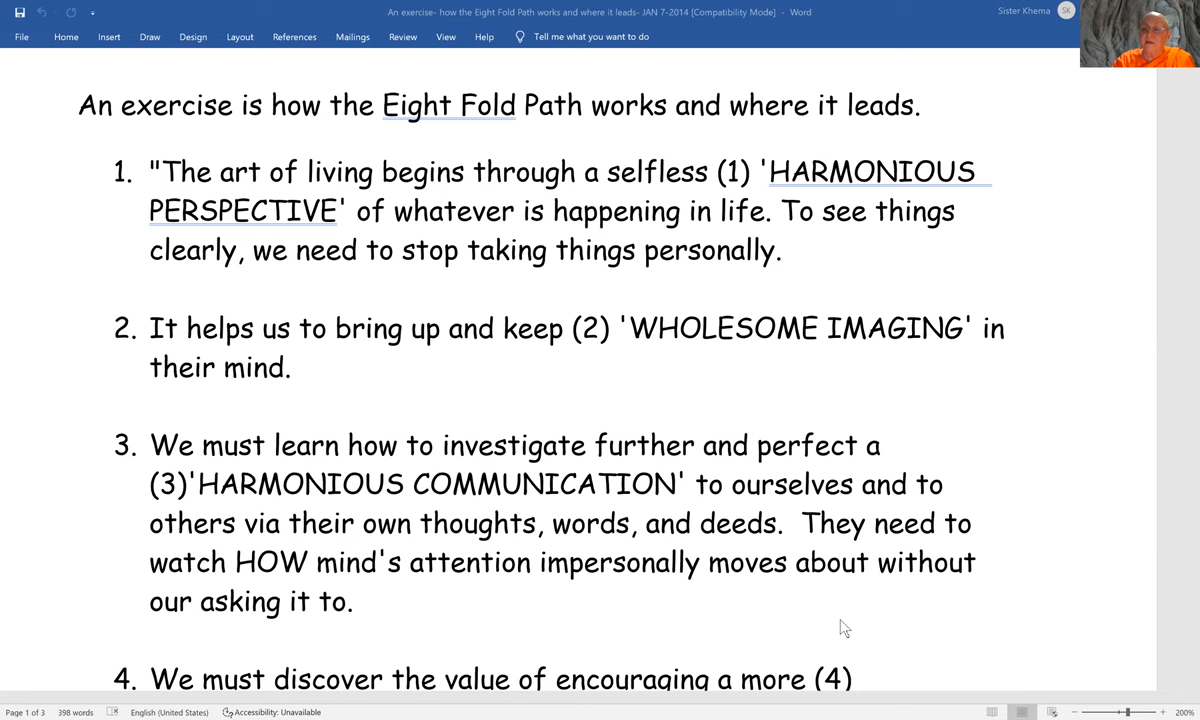 An exercise- how the Eight Fold Path works and where it leads- JAN 7-2014 [Compatibility Mode] - Word
Sister Khema SK
File Home Insert Draw Design Layout References Mailings Review View Help Tell me what you want to do
An exercise is how the Eight Fold Path works and where it leads.
1. "The art of living begins through a selfless (1) 'HARMONIOUS
PERSPECTIVE' of whatever is happening in life. To see things
clearly, we need to stop taking things personally.
2. It helps us to bring up and keep (2) 'WHOLESOME IMAGING' in
their mind.
3. We must learn how to investigate further and perfect a
(3)'HARMONIOUS COMMUNICATION' to ourselves and to
others via their own thoughts, words, and deeds. They need to
watch HOW mind's attention impersonally moves about without
our asking it to.
4. We must discover the value of encouraging a more (4)
Page 1 of 3 398 words English (United States) Accessibility: Unavailable 200%